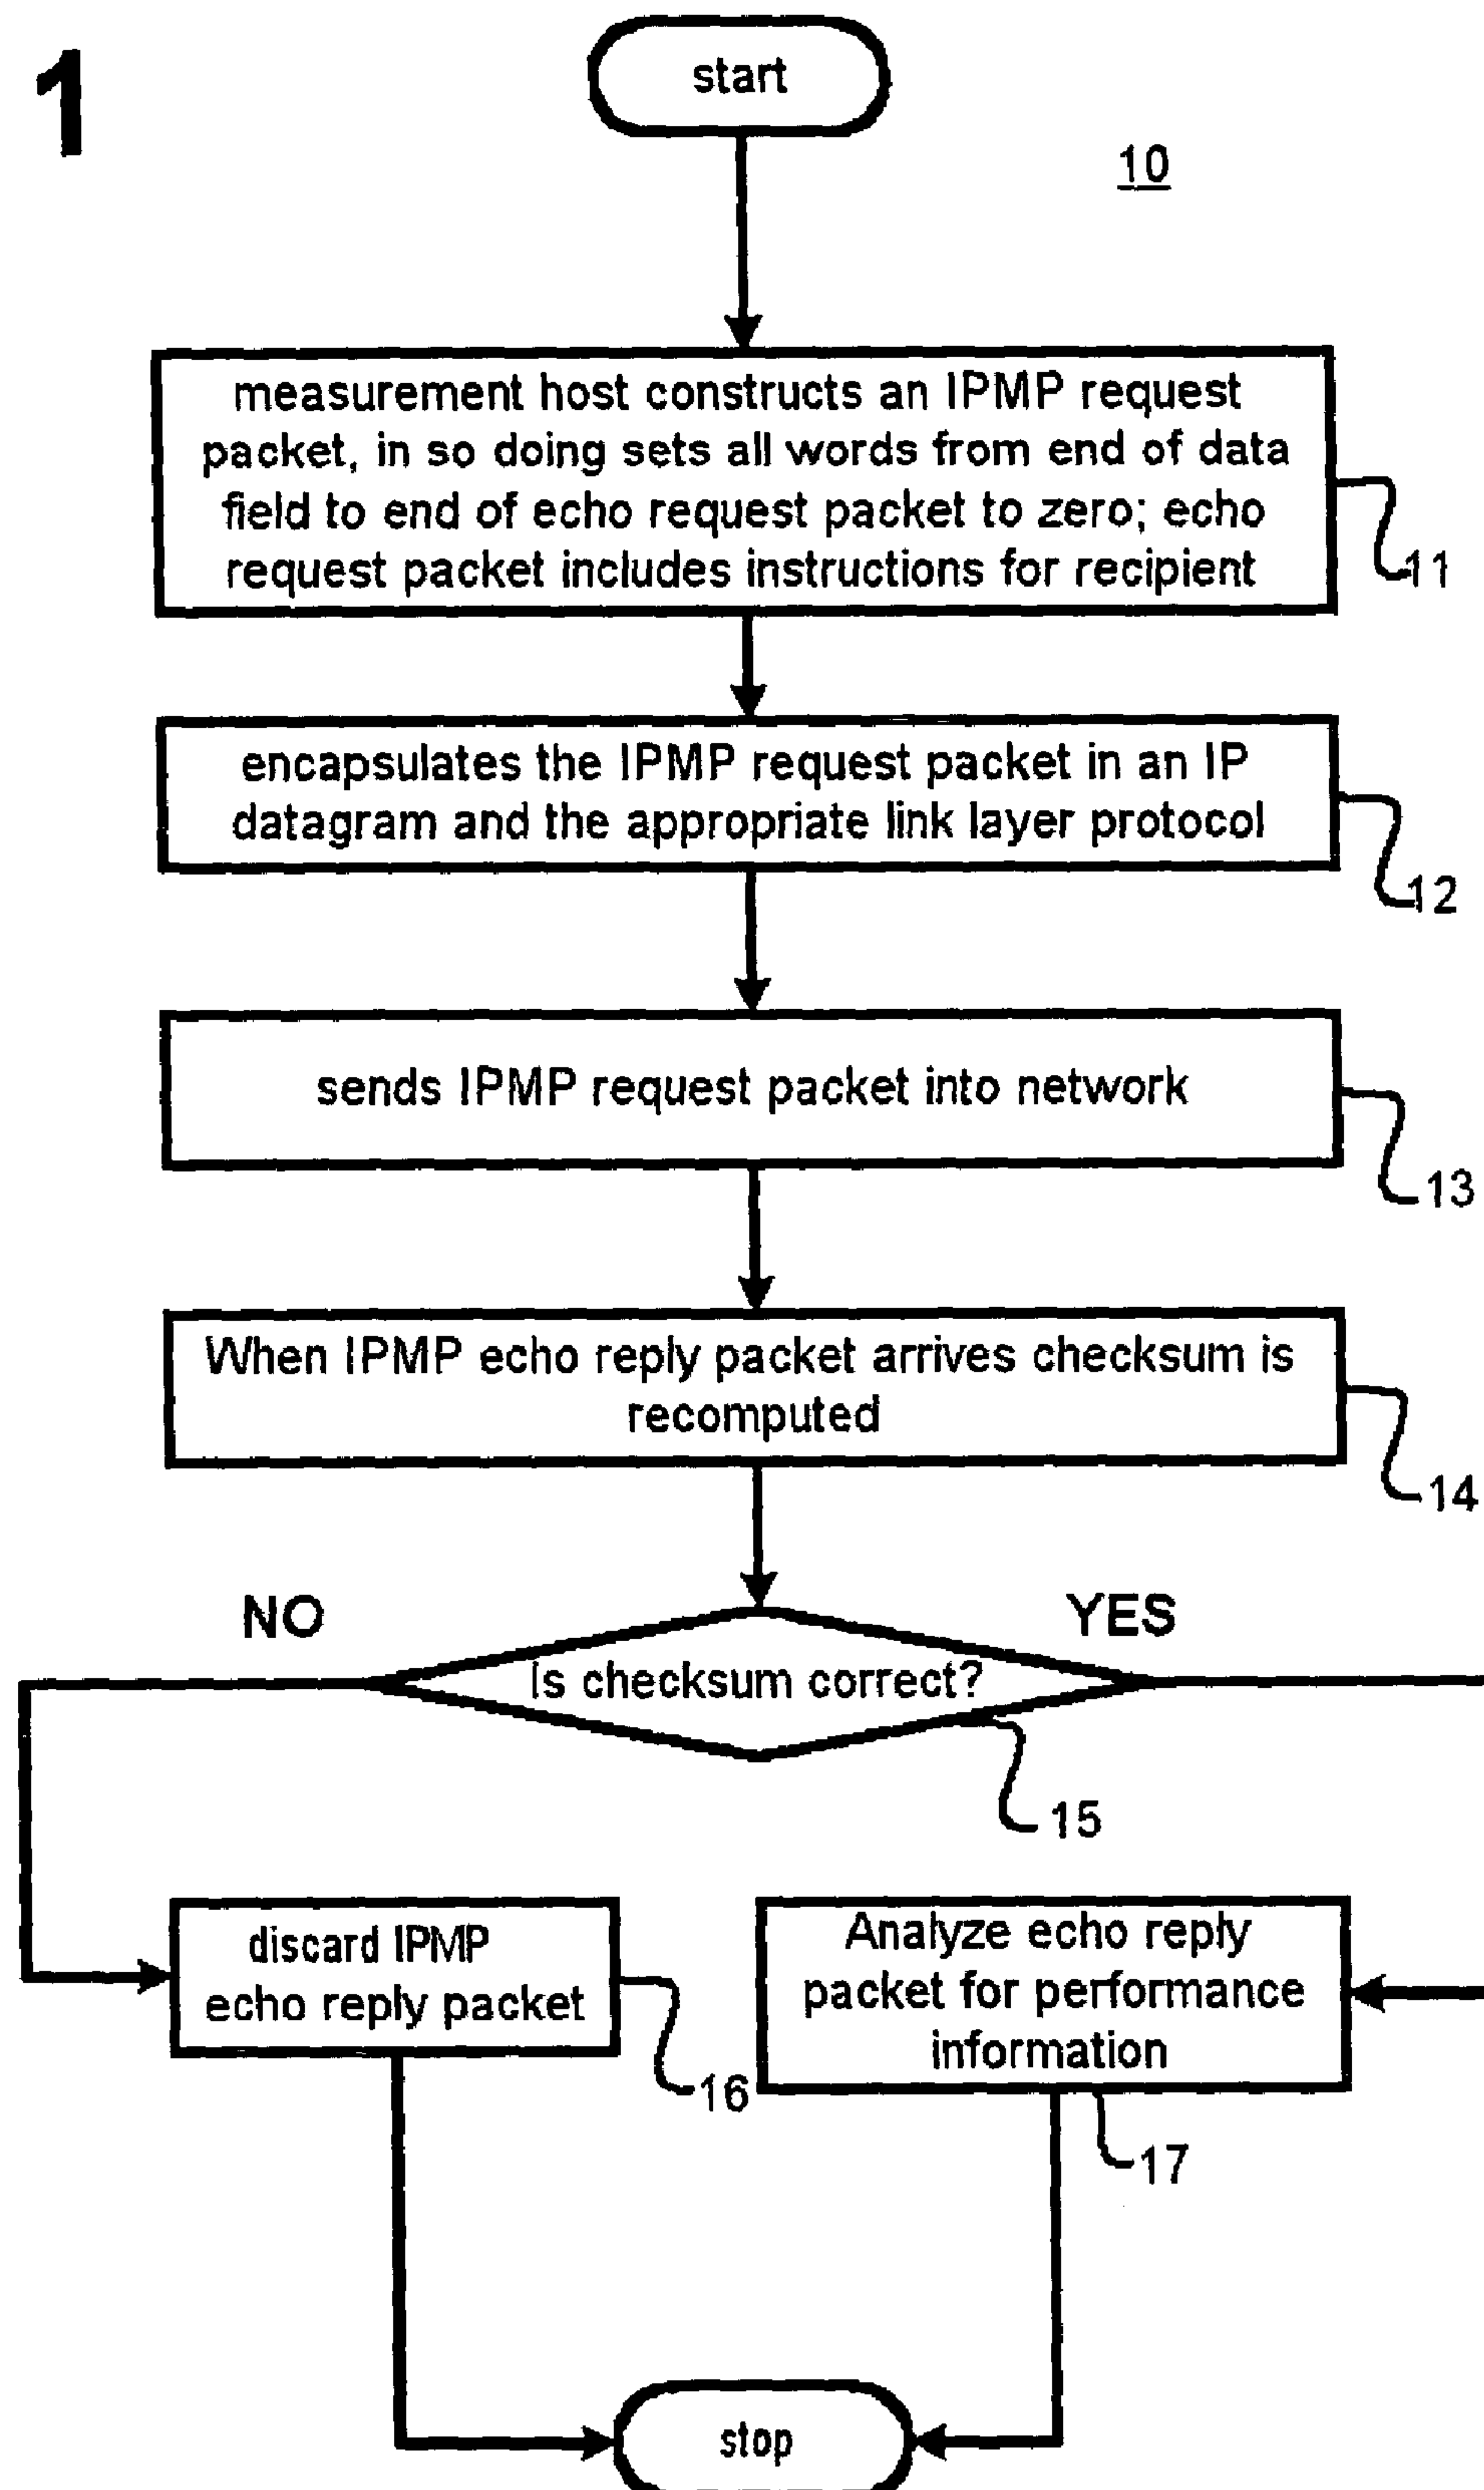 1
start
10
measurement host constructs an IPMP request
packet, in so doing sets all words from end of data
field to end of echo request packet to zero; echo
request packet includes instructions for recipient
11
encapsulates the IPMP request packet in an IP
datagram and the appropriate link layer protocol
12
sends IPMP request packet into network
13
When IPMP echo reply packet arrives checksum is
recomputed
14
NO
YES
Is checksum correct?
15
discard IPMP
echo reply packet
16
Analyze echo reply
packet for performance
information
17
stop